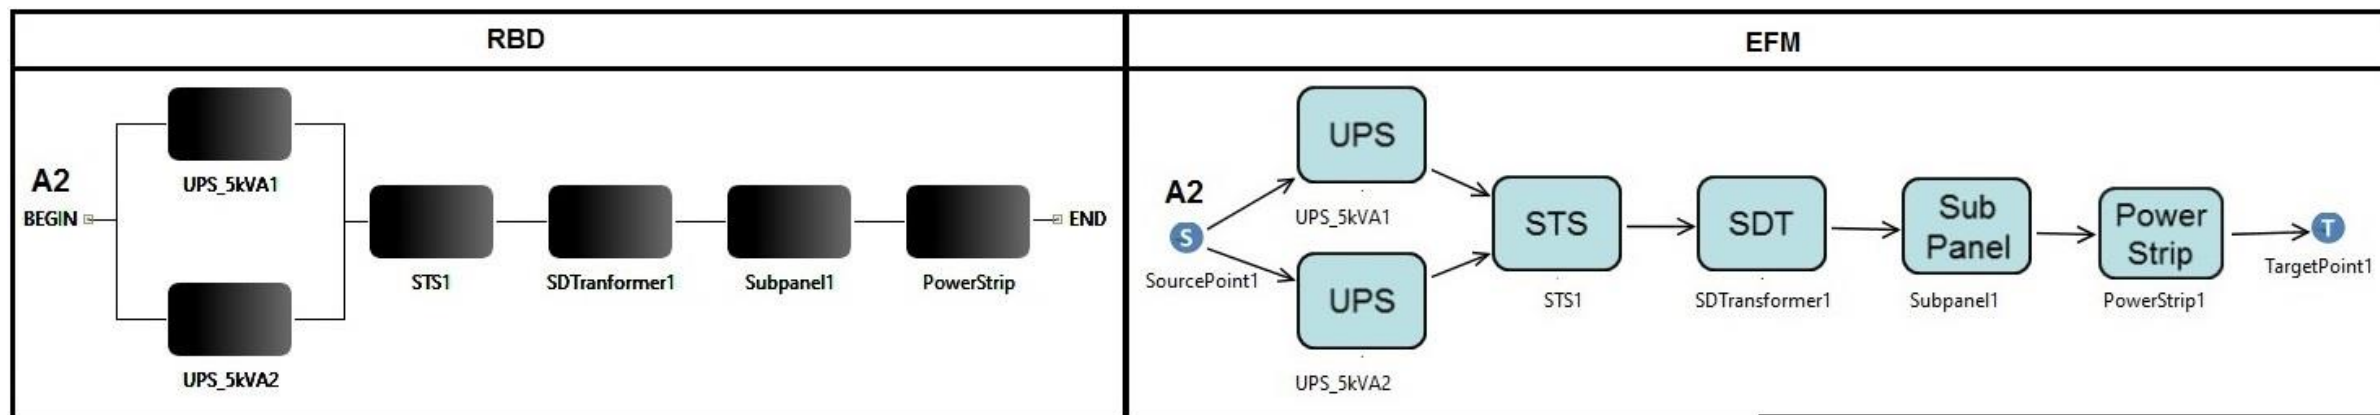 RBD
EFM
A2
BEGIN
UPS_5kVA1
UPS_5kVA2
STS1
SDTranformer1
Subpanel1
PowerStrip
END
A2
S
SourcePoint1
UPS
UPS_5kVA1
UPS
UPS_5kVA2
STS
STS1
SDT
SDTransformer1
Sub
Panel
Subpanel1
Power
Strip
PowerStrip1
T
TargetPoint1